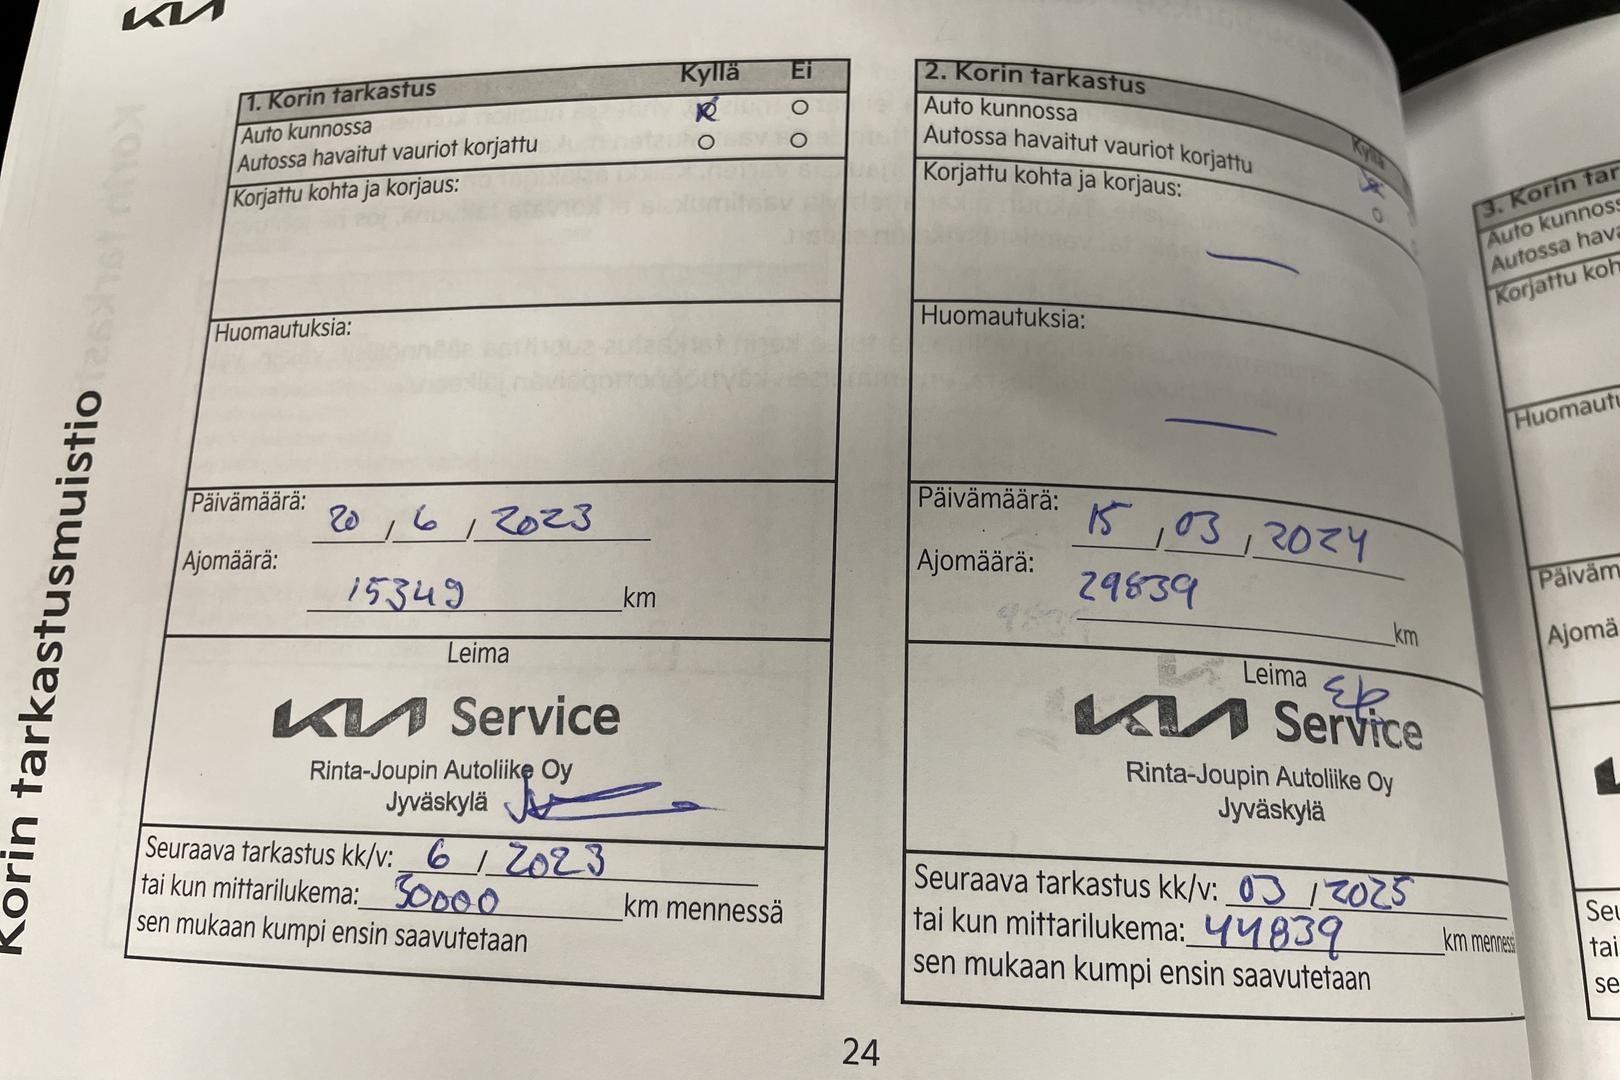 KIA
Korin tarkastusmuistio
1. Korin tarkastus Kyllä Ei
Auto kunnossa
Autossa havaitut vauriot korjattu
Korjattu kohta ja korjaus:
Huomautuksia:
Päivämäärä: 20 / 6 / 2023
Ajomäärä: 15349 km
Leima
KIA Service
Rinta-Joupin Autoliike Oy
Jyväskylä
Seuraava tarkastus kk/v: 6 / 2023
tai kun mittarilukema: 30000 km mennessä
sen mukaan kumpi ensin saavutetaan
2. Korin tarkastus
Kyllä
Auto kunnossa
Autossa havaitut vauriot korjattu
Korjattu kohta ja korjaus:
Huomautuksia:
Päivämäärä: 15 / 03 / 2024
Ajomäärä: 29839 km
Leima
KIA Service
Rinta-Joupin Autoliike Oy
Jyväskylä
Seuraava tarkastus kk/v: 03 / 2025
tai kun mittarilukema: 44839 km mennessä
sen mukaan kumpi ensin saavutetaan
24
3. Korin tar
Auto kunnoss
Autossa hava
Korjattu koh
Huomautu
Päiväm
Ajomä
Seu
tai
se